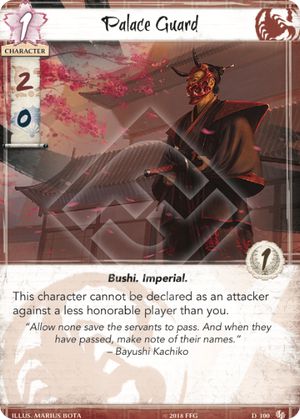 1
Palace Guard
CHARACTER
2
0
Bushi. Imperial.
1
This character cannot be declared as an attacker
against a less honorable player than you.
"Allow none save the servants to pass. And when they
have passed, make note of their names."
– Bayushi Kachiko
ILLUS. MARIUS BOTA © 2018 FFG D 100